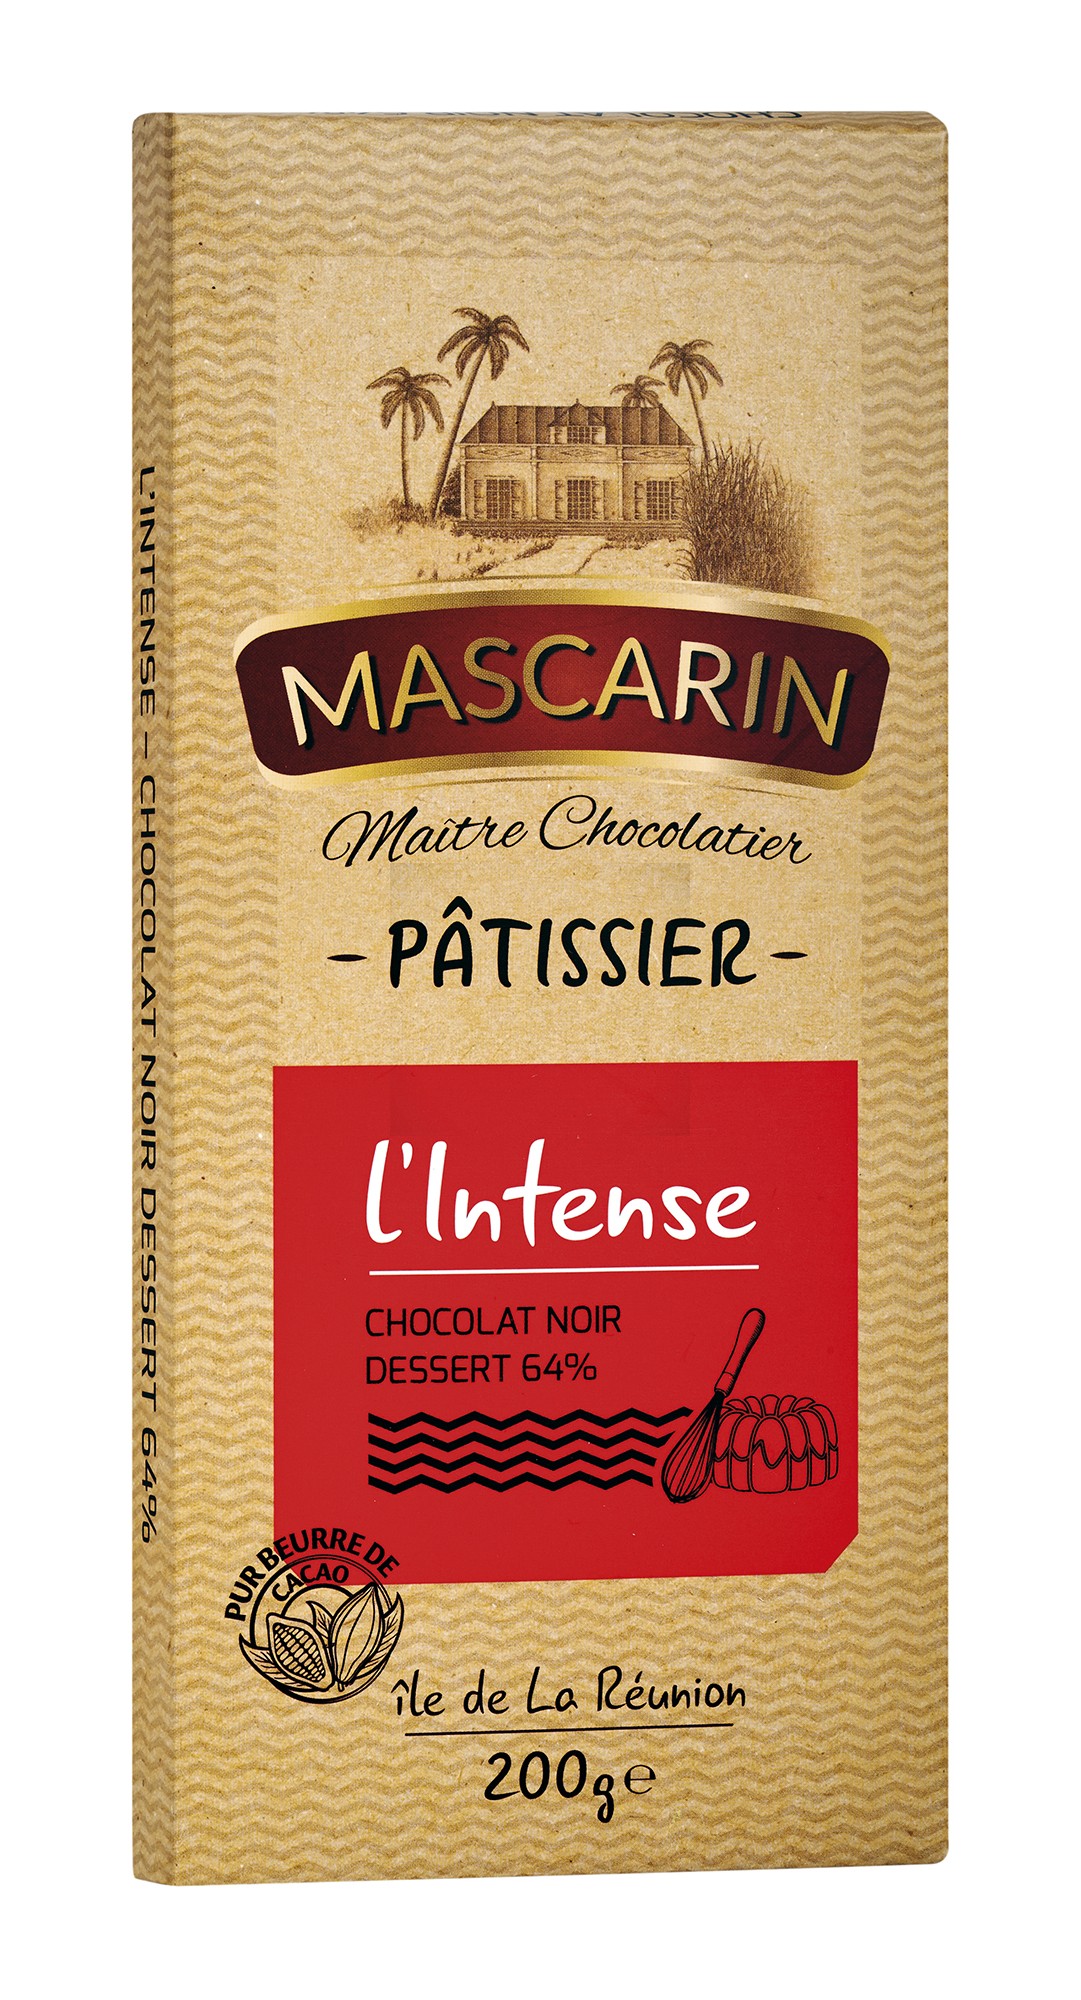 MASCARIN
Maître Chocolatier
- PÂTISSIER -
l'Intense
CHOCOLAT NOIR
DESSERT 64%
PUR BEURRE DE
CACAO
île de La Réunion
200g℮
L'INTENSE – CHOCOLAT NOIR DESSERT 64%